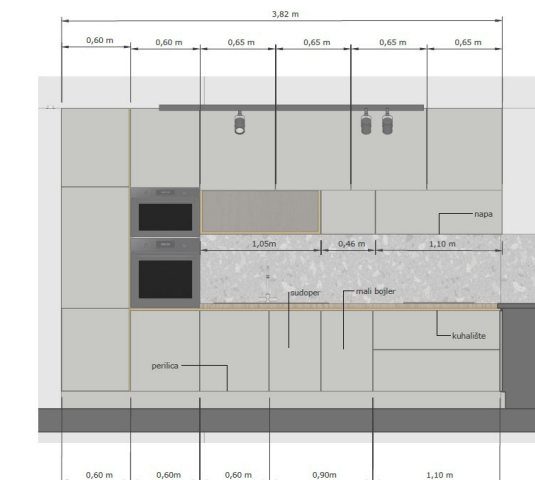 3,82 m
0,60 m 0,60 m 0,65 m 0,65 m 0,65 m 0,65 m
napa
1,05m 0,46 m 1,10 m
sudoper mali bojler
kuhalište
perilica
0,60 m 0,60m 0,60 m 0,90m 1,10 m